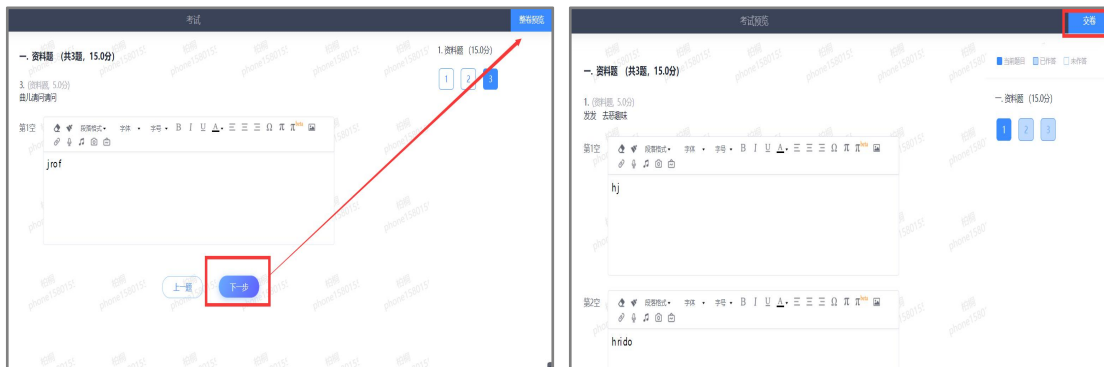 考试
整卷预览
一. 资料题 （共3题，15.0分）
1. 资料题 （15.0分）
1 2 3
3. (资料题, 5.0分)
曲儿请问请问
第1空
段落格式 字体 字号 B I U A Ω π π beta
jrof
上一题
下一步
考试预览
交卷
一. 资料题 （共3题，15.0分）
当前题目 已作答 未作答
一. 资料题 （15.0分）
1 2 3
1. (资料题, 5.0分)
发发 去恶趣味
第1空
段落格式 字体 字号 B I U A Ω π π beta
hj
第2空
段落格式 字体 字号 B I U A Ω π π beta
hrido